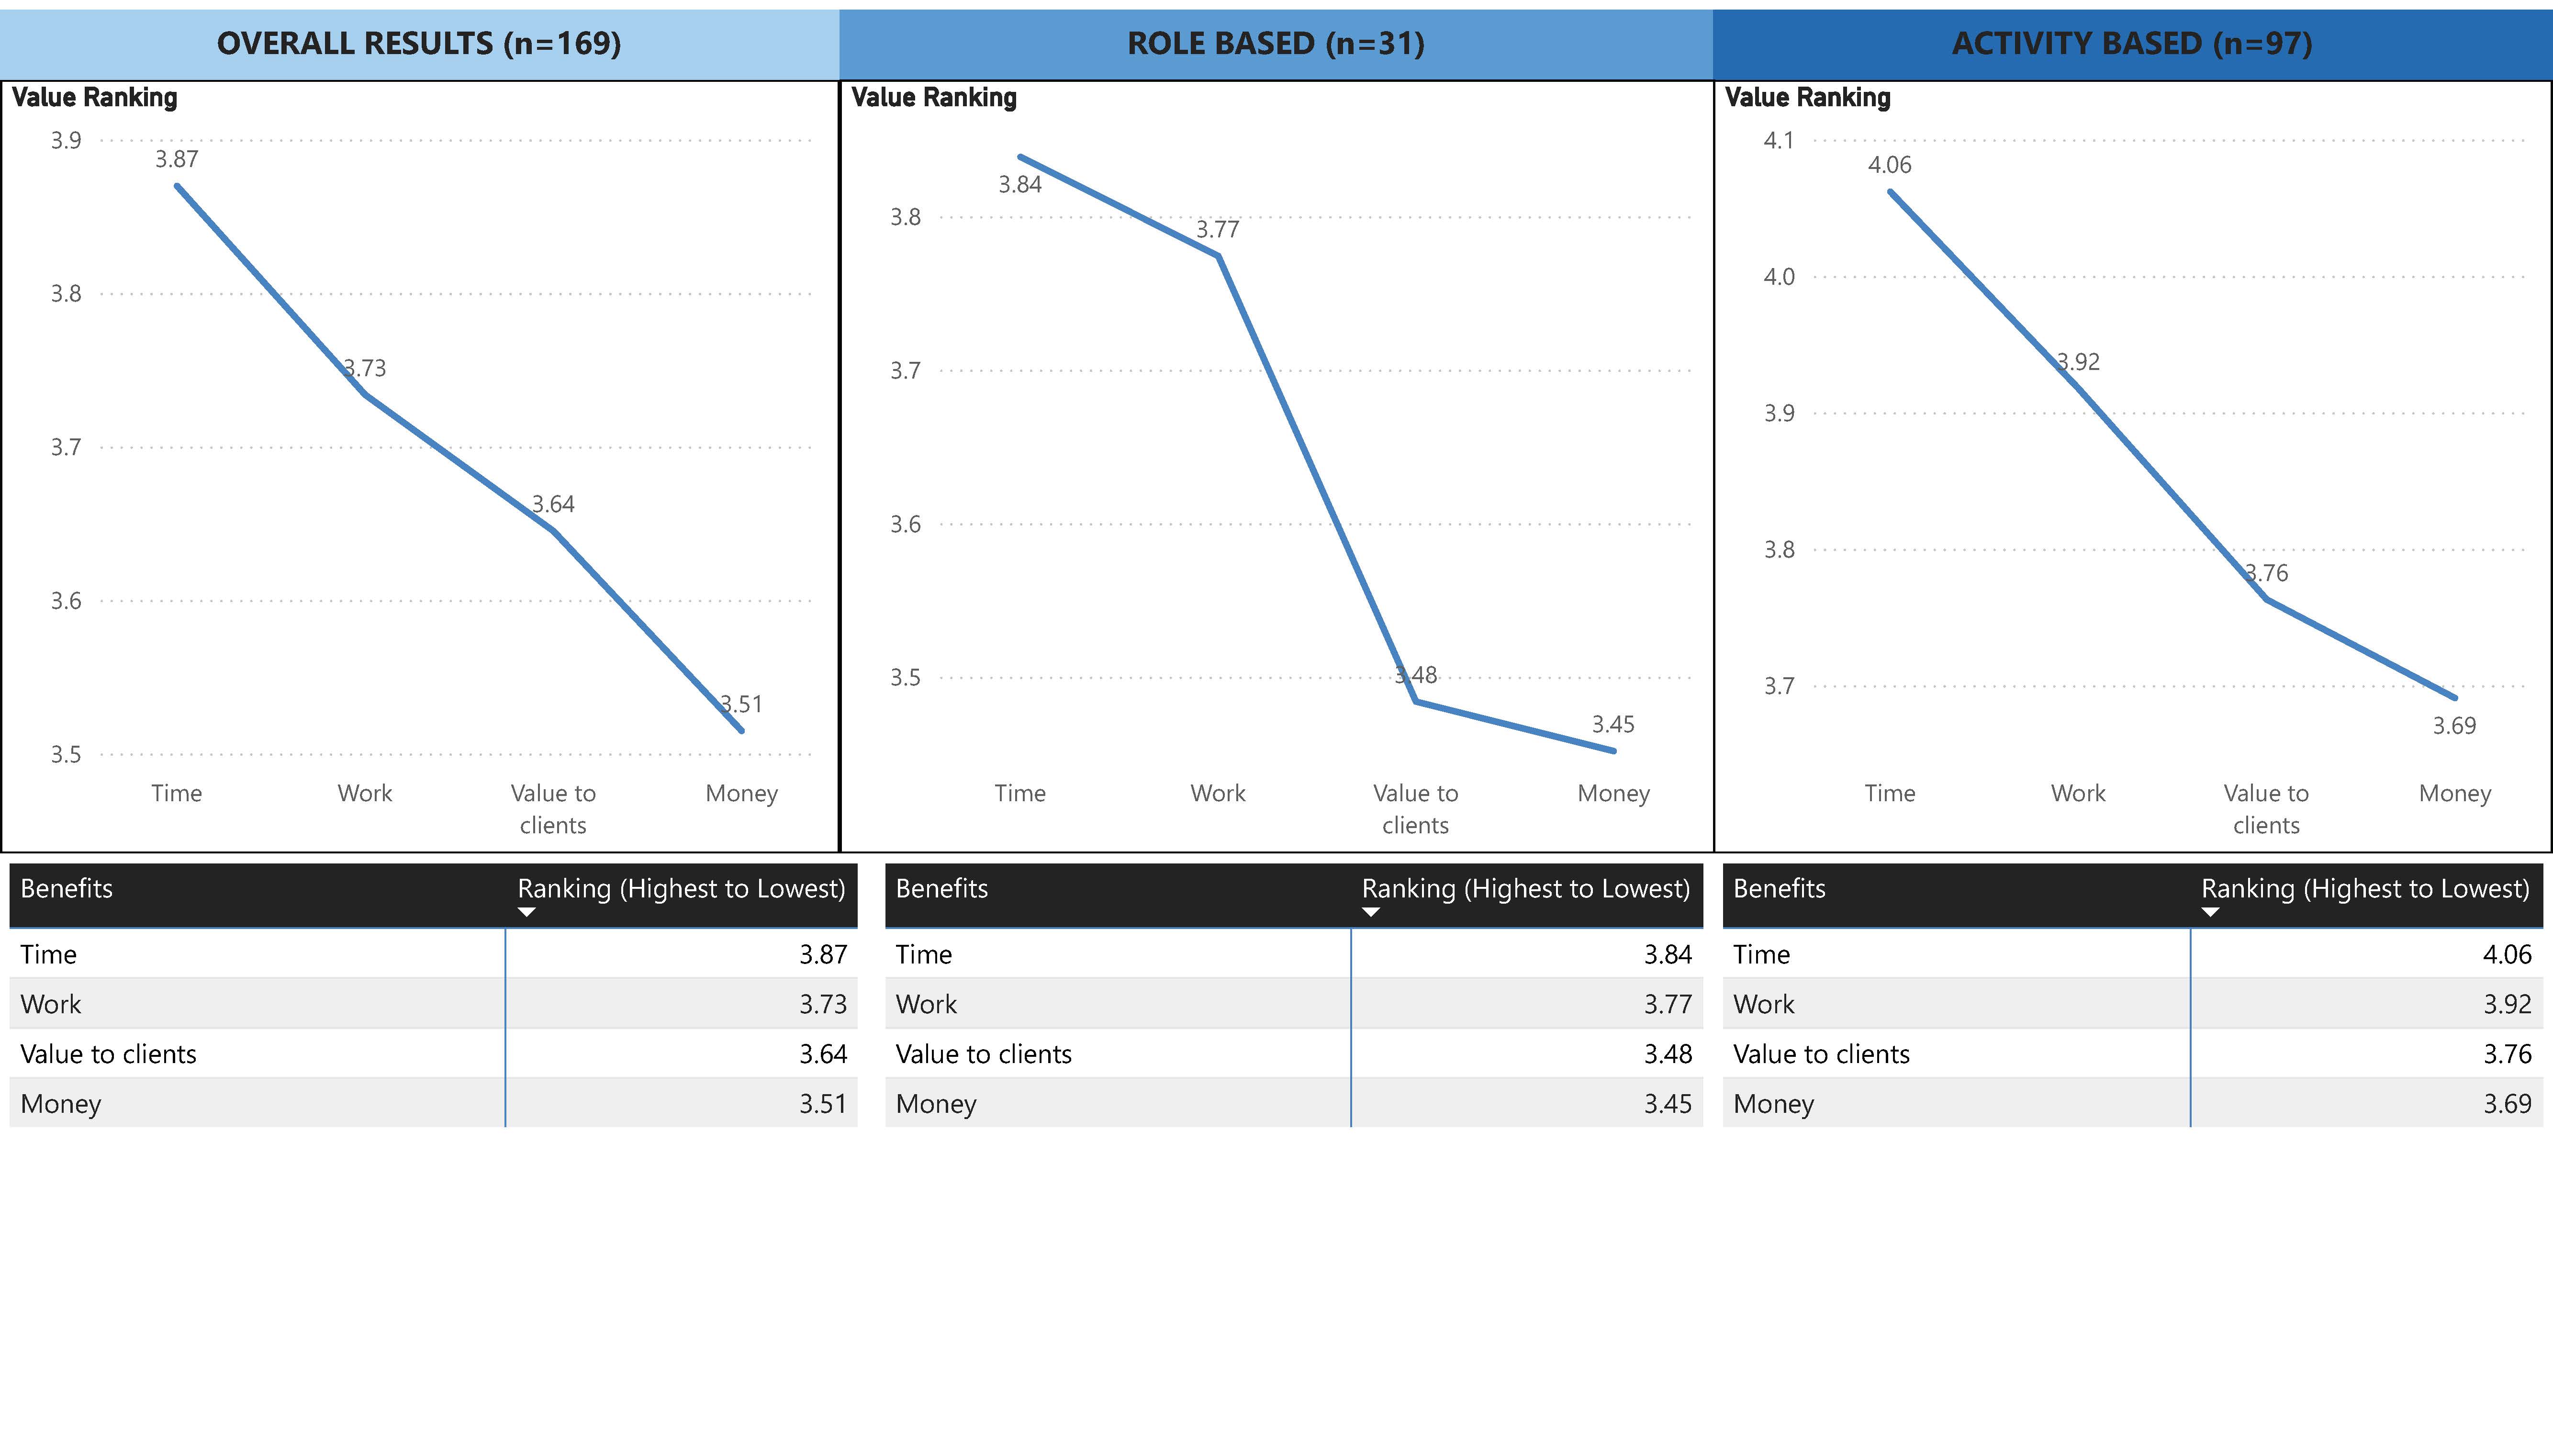 OVERALL RESULTS (n=169)
ROLE BASED (n=31)
ACTIVITY BASED (n=97)
Value Ranking
3.9
3.8
3.7
3.6
3.5
3.87
3.73
3.64
3.51
Time
Work
Value to
clients
Money
Value Ranking
3.8
3.7
3.6
3.5
3.84
3.77
3.48
3.45
Time
Work
Value to
clients
Money
Value Ranking
4.1
4.0
3.9
3.8
3.7
4.06
3.92
3.76
3.69
Time
Work
Value to
clients
Money
Benefits Ranking (Highest to Lowest)
Time 3.87
Work 3.73
Value to clients 3.64
Money 3.51
Benefits Ranking (Highest to Lowest)
Time 3.84
Work 3.77
Value to clients 3.48
Money 3.45
Benefits Ranking (Highest to Lowest)
Time 4.06
Work 3.92
Value to clients 3.76
Money 3.69